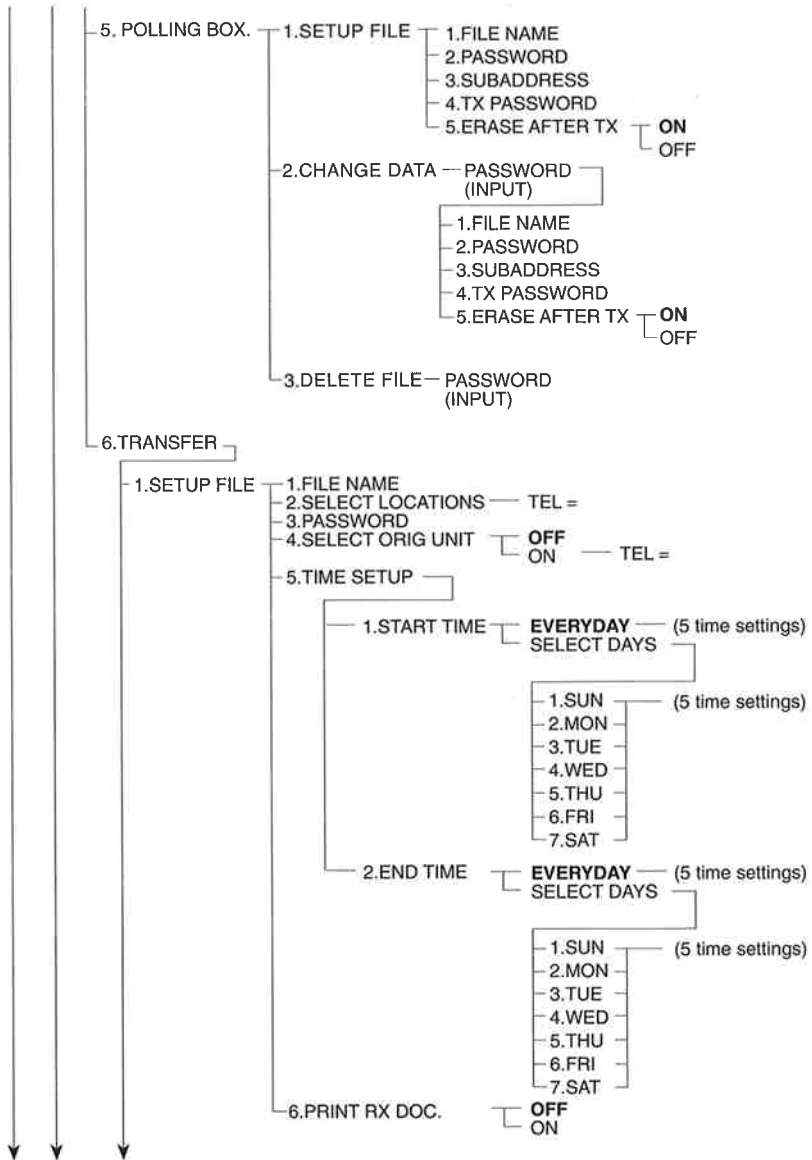 5. POLLING BOX. 1.SETUP FILE 1.FILE NAME
2.PASSWORD
3.SUBADDRESS
4.TX PASSWORD
5.ERASE AFTER TX ON
OFF
2.CHANGE DATA PASSWORD
(INPUT)
1.FILE NAME
2.PASSWORD
3.SUBADDRESS
4.TX PASSWORD
5.ERASE AFTER TX ON
OFF
3.DELETE FILE PASSWORD
(INPUT)
6.TRANSFER
1.SETUP FILE 1.FILE NAME
2.SELECT LOCATIONS TEL =
3.PASSWORD
4.SELECT ORIG UNIT OFF
ON TEL =
5.TIME SETUP
1.START TIME EVERYDAY (5 time settings)
SELECT DAYS
1.SUN (5 time settings)
2.MON
3.TUE
4.WED
5.THU
6.FRI
7.SAT
2.END TIME EVERYDAY (5 time settings)
SELECT DAYS
1.SUN (5 time settings)
2.MON
3.TUE
4.WED
5.THU
6.FRI
7.SAT
6.PRINT RX DOC. OFF
ON